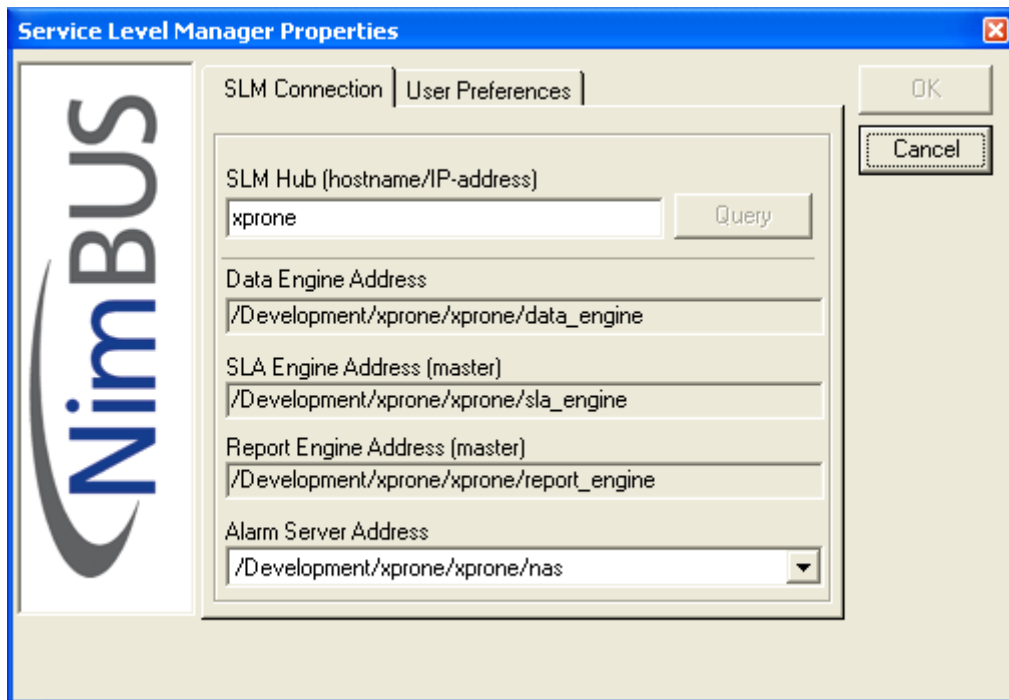 Service Level Manager Properties
NimBUS
SLM Connection
User Preferences
OK
Cancel
SLM Hub (hostname/IP-address)
xprone
Query
Data Engine Address
/Development/xprone/xprone/data_engine
SLA Engine Address (master)
/Development/xprone/xprone/sla_engine
Report Engine Address (master)
/Development/xprone/xprone/report_engine
Alarm Server Address
/Development/xprone/xprone/nas